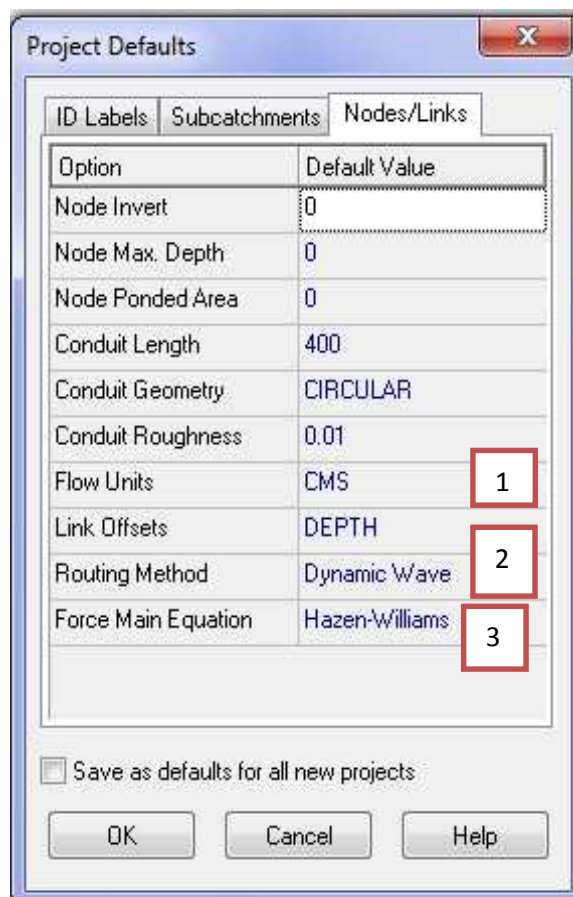 Project Defaults
ID Labels Subcatchments Nodes/Links
Option Default Value
Node Invert 0
Node Max. Depth 0
Node Ponded Area 0
Conduit Length 400
Conduit Geometry CIRCULAR
Conduit Roughness 0.01
Flow Units CMS 1
Link Offsets DEPTH
2
Routing Method Dynamic Wave
Force Main Equation Hazen-Williams 3
Save as defaults for all new projects
OK Cancel Help